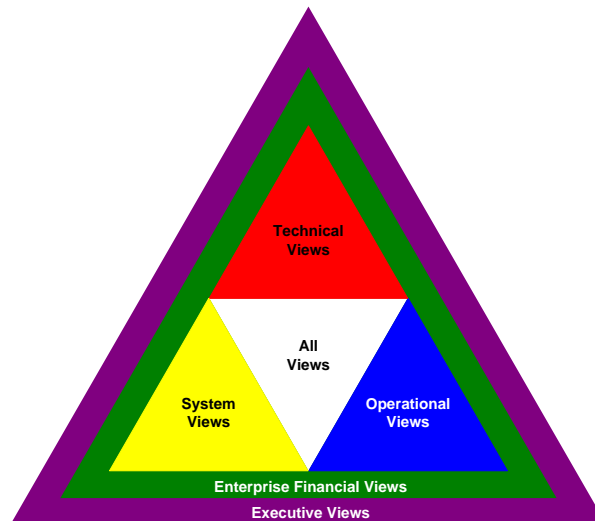 Technical
Views
All
Views
System
Views
Operational
Views
Enterprise Financial Views
Executive Views